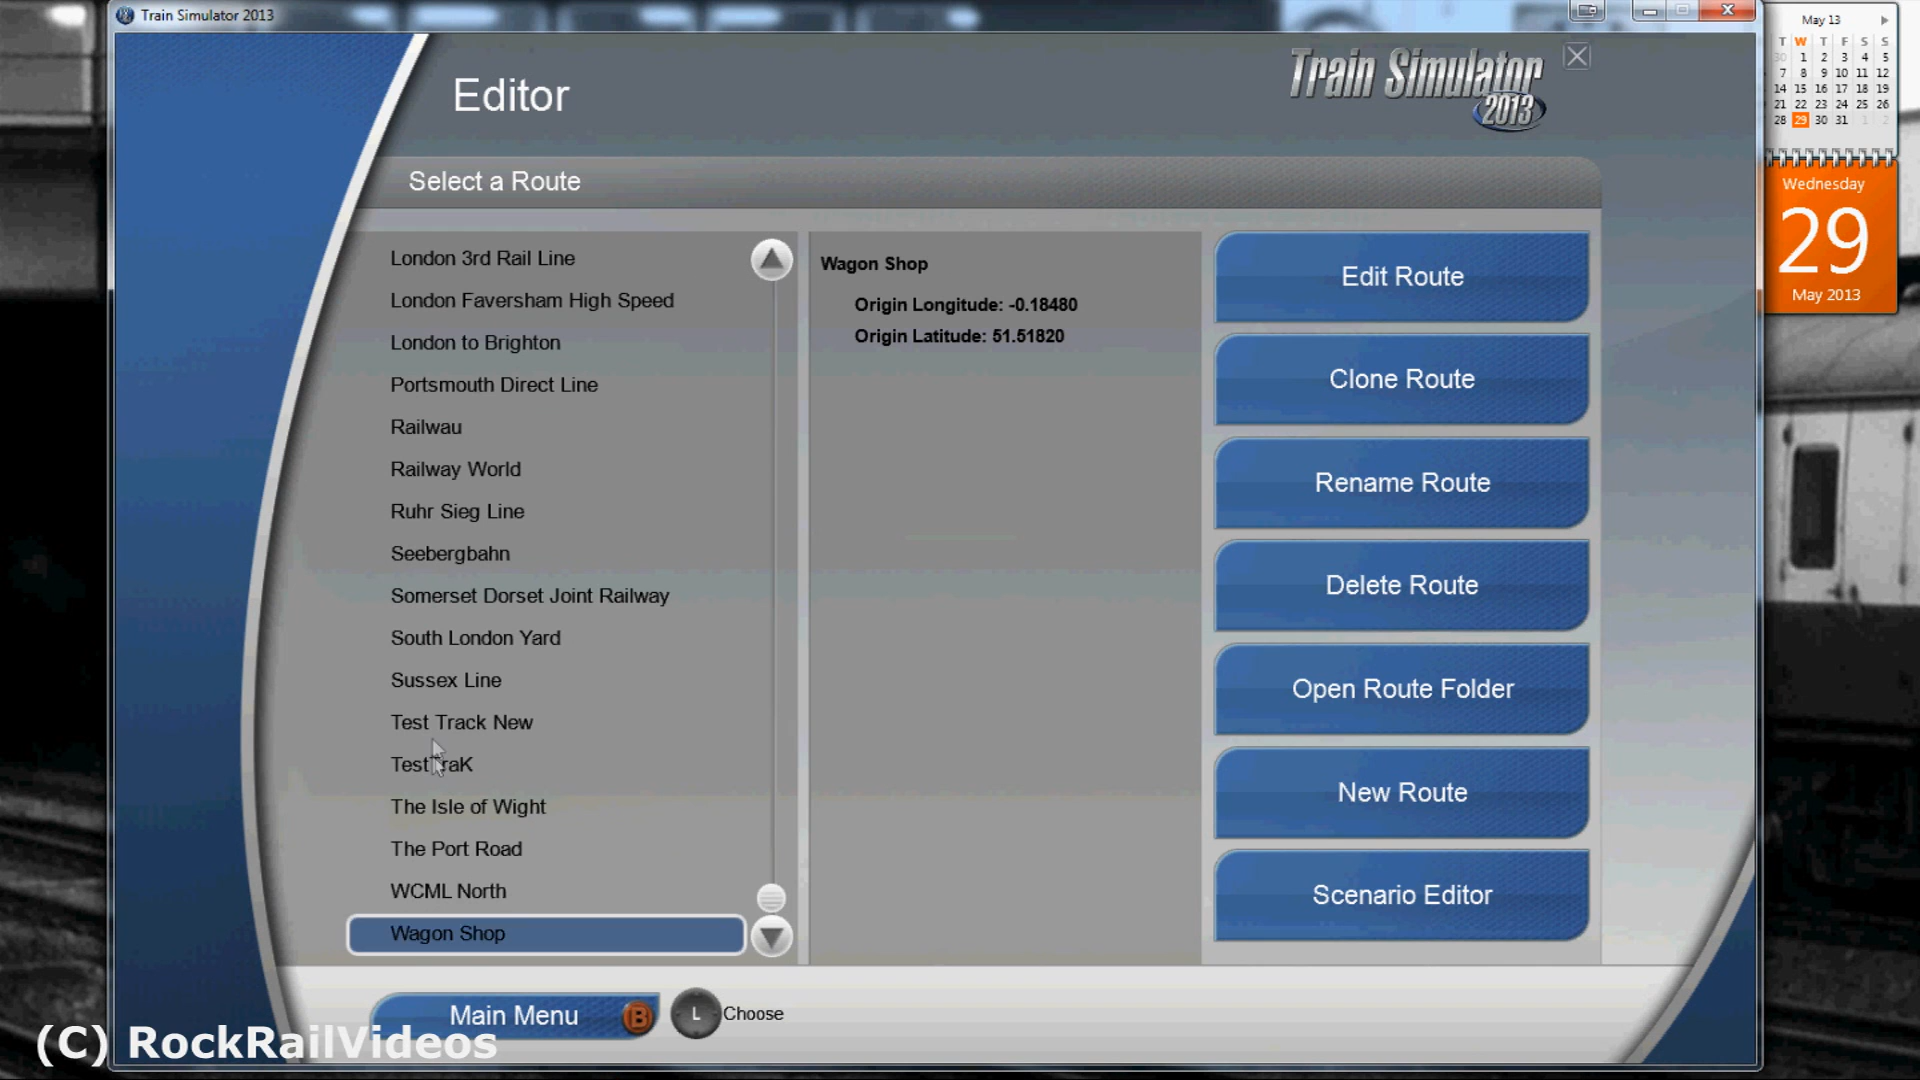 Train Simulator 2013
Editor
Train Simulator
2013
Select a Route
London 3rd Rail Line
London Faversham High Speed
London to Brighton
Portsmouth Direct Line
Railwau
Railway World
Ruhr Sieg Line
Seebergbahn
Somerset Dorset Joint Railway
South London Yard
Sussex Line
Test Track New
The Isle of Wight
The Port Road
WCML North
Wagon Shop
Wagon Shop
Origin Longitude: -0.18480
Origin Latitude: 51.51820
Edit Route
Clone Route
Rename Route
Delete Route
Open Route Folder
New Route
Scenario Editor
Main Menu B
L Choose
(C) RockRailVideos
May 13
T W T F S S
30 1 2 3 4 5
7 8 9 10 11 12
14 15 16 17 18 19
21 22 23 24 25 26
28 29 30 31 1 2
Wednesday
29
May 2013